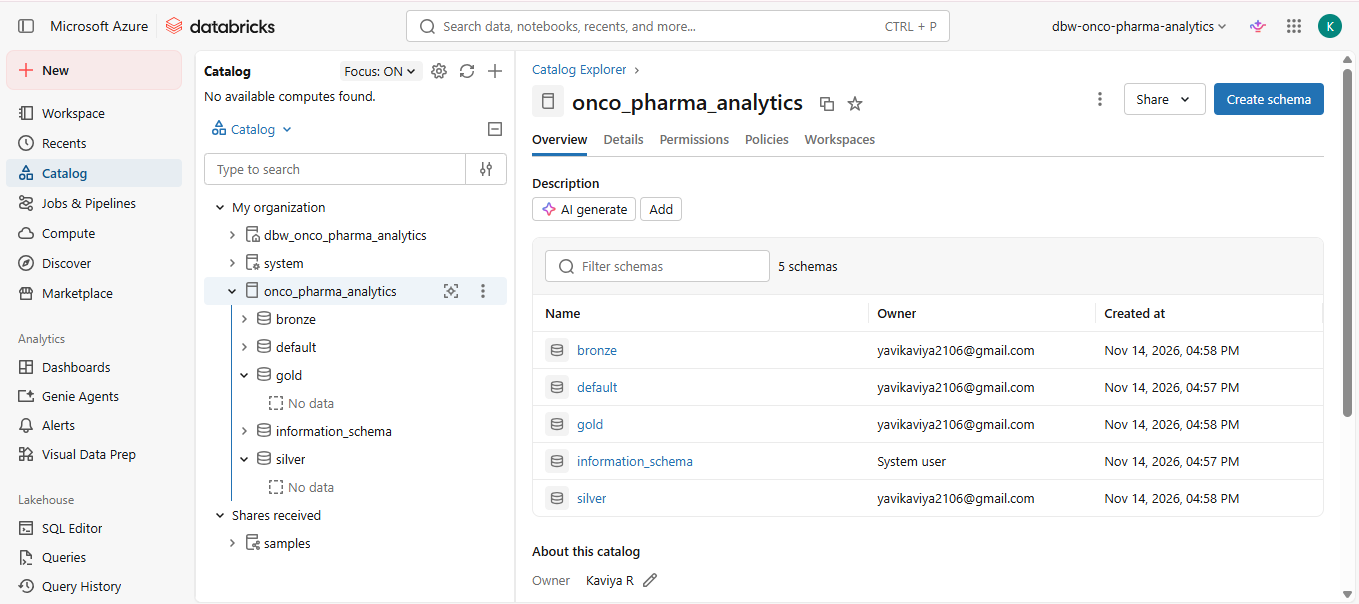 Microsoft Azure databricks
Search data, notebooks, recents, and more... CTRL + P
dbw-onco-pharma-analytics
K
New
Workspace
Recents
Catalog
Jobs & Pipelines
Compute
Discover
Marketplace
Analytics
Dashboards
Genie Agents
Alerts
Visual Data Prep
Lakehouse
SQL Editor
Queries
Query History
Catalog Focus: ON
No available computes found.
Catalog
Type to search
My organization
dbw_onco_pharma_analytics
system
onco_pharma_analytics
bronze
default
gold
No data
information_schema
silver
No data
Shares received
samples
Catalog Explorer
onco_pharma_analytics
Share Create schema
Overview Details Permissions Policies Workspaces
Description
AI generate Add
Filter schemas 5 schemas
Name Owner Created at
bronze yavikaviya2106@gmail.com Nov 14, 2026, 04:58 PM
default yavikaviya2106@gmail.com Nov 14, 2026, 04:57 PM
gold yavikaviya2106@gmail.com Nov 14, 2026, 04:58 PM
information_schema System user Nov 14, 2026, 04:57 PM
silver yavikaviya2106@gmail.com Nov 14, 2026, 04:58 PM
About this catalog
Owner Kaviya R